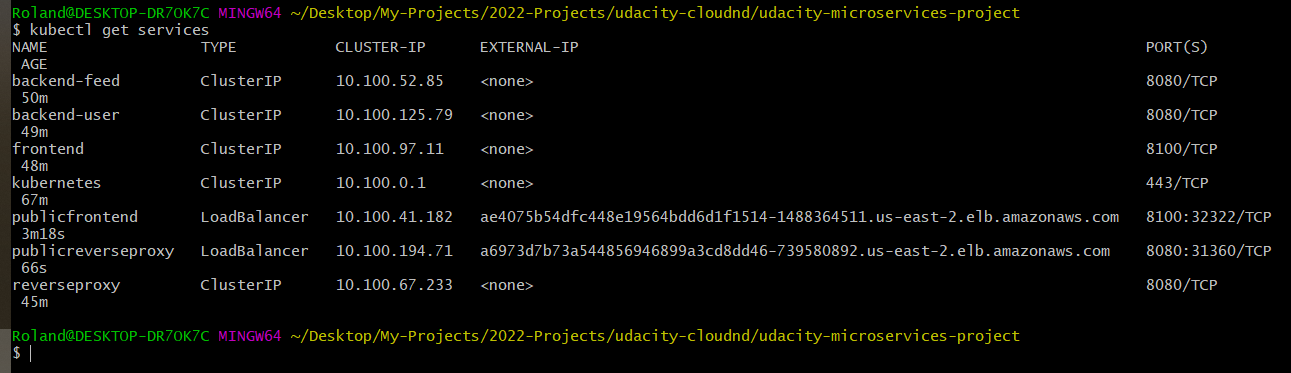 Roland@DESKTOP-DR7OK7C MINGW64 ~/Desktop/My-Projects/2022-Projects/udacity-cloudnd/udacity-microservices-project
$ kubectl get services
NAME TYPE CLUSTER-IP EXTERNAL-IP PORT(S)
AGE
backend-feed ClusterIP 10.100.52.85 <none> 8080/TCP
50m
backend-user ClusterIP 10.100.125.79 <none> 8080/TCP
49m
frontend ClusterIP 10.100.97.11 <none> 8100/TCP
48m
kubernetes ClusterIP 10.100.0.1 <none> 443/TCP
67m
publicfrontend LoadBalancer 10.100.41.182 ae4075b54dfc448e19564bdd6d1f1514-1488364511.us-east-2.elb.amazonaws.com 8100:32322/TCP
3m18s
publicreverseproxy LoadBalancer 10.100.194.71 a6973d7b73a544856946899a3cd8dd46-739580892.us-east-2.elb.amazonaws.com 8080:31360/TCP
66s
reverseproxy ClusterIP 10.100.67.233 <none> 8080/TCP
45m
Roland@DESKTOP-DR7OK7C MINGW64 ~/Desktop/My-Projects/2022-Projects/udacity-cloudnd/udacity-microservices-project
$